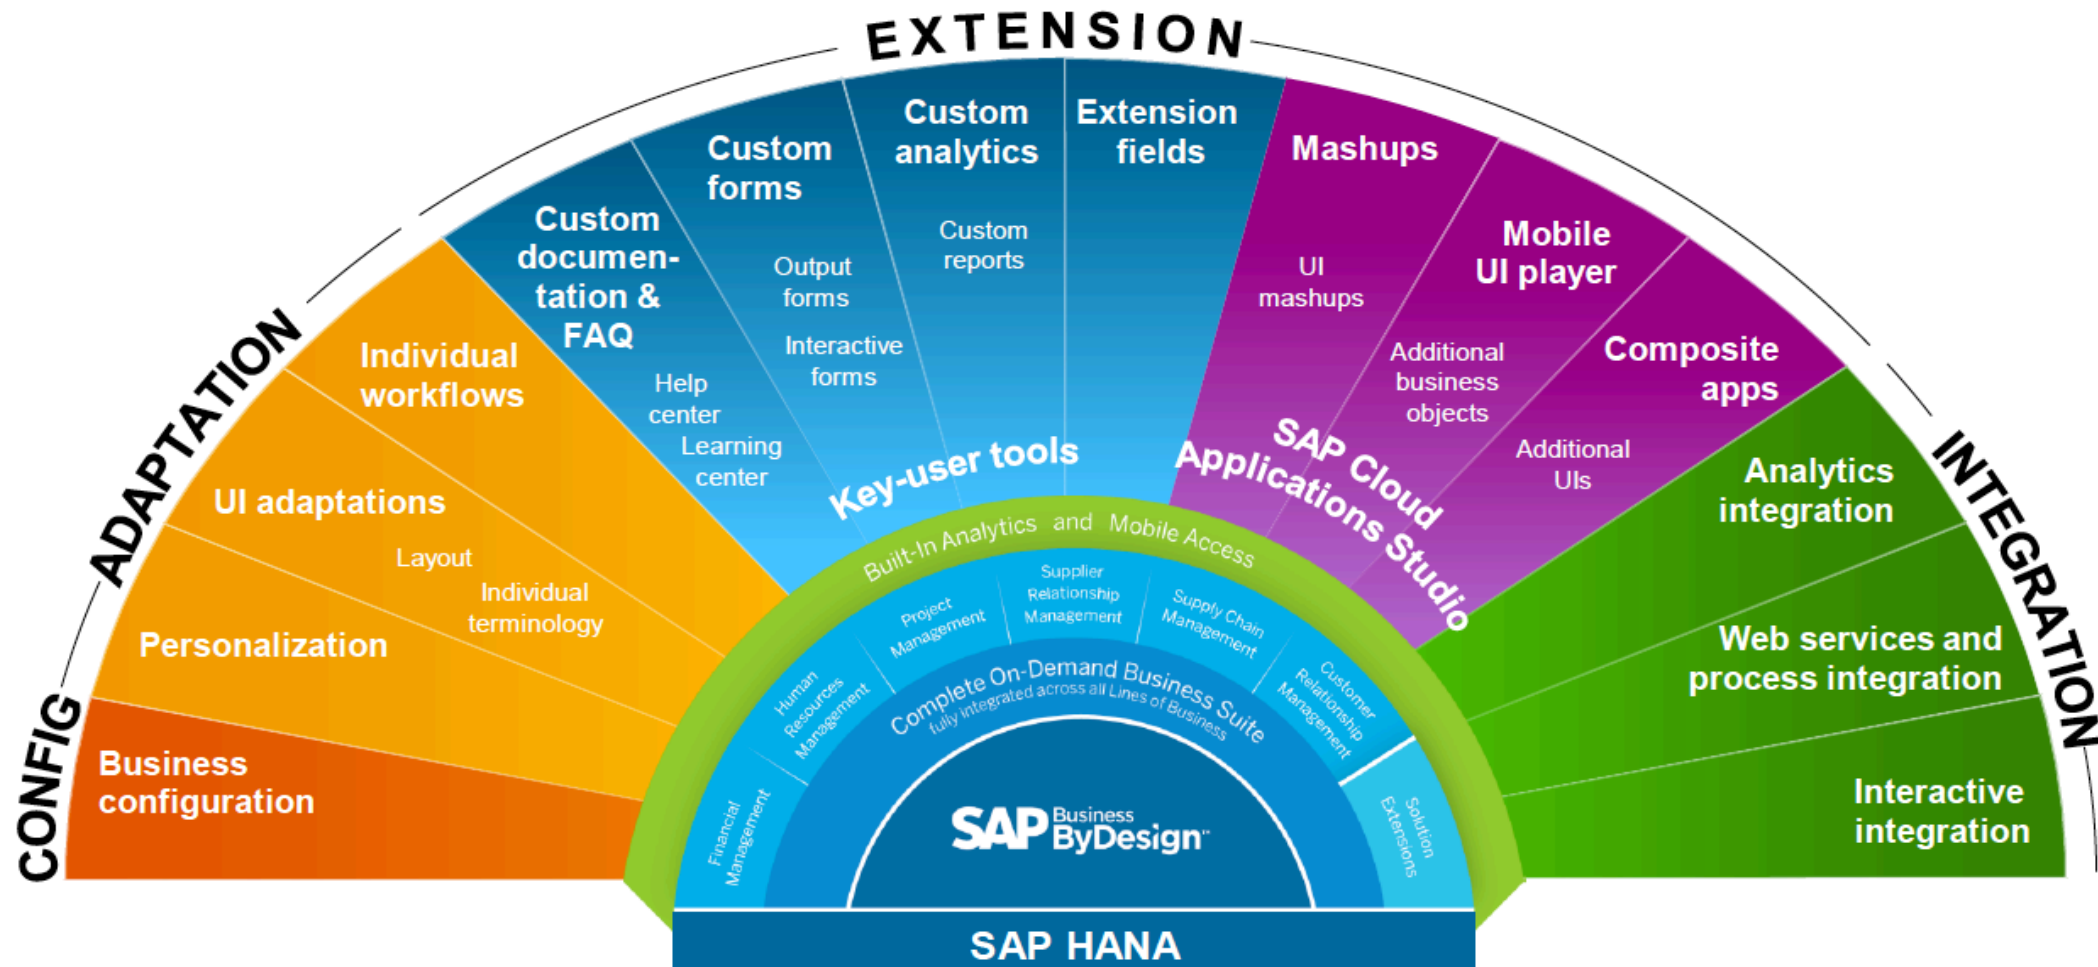 CONFIG
ADAPTATION
EXTENSION
INTEGRATION
Business
configuration
Personalization
UI adaptations
Layout
Individual
terminology
Individual
workflows
Custom
documen-
tation &
FAQ
Help
center
Learning
center
Custom
forms
Output
forms
Interactive
forms
Custom
analytics
Custom
reports
Extension
fields
Key-user tools
Mashups
UI
mashups
Mobile
UI player
Additional
business
objects
Composite
apps
Additional
UIs
SAP Cloud
Applications Studio
Analytics
integration
Web services and
process integration
Interactive
integration
Built-In Analytics and Mobile Access
Financial
Management
Human
Resources
Management
Project
Management
Supplier
Relationship
Management
Supply Chain
Management
Customer
Relationship
Management
Solution
Extensions
Complete On-Demand Business Suite
fully integrated across all Lines of Business
SAP Business
ByDesign™
SAP HANA